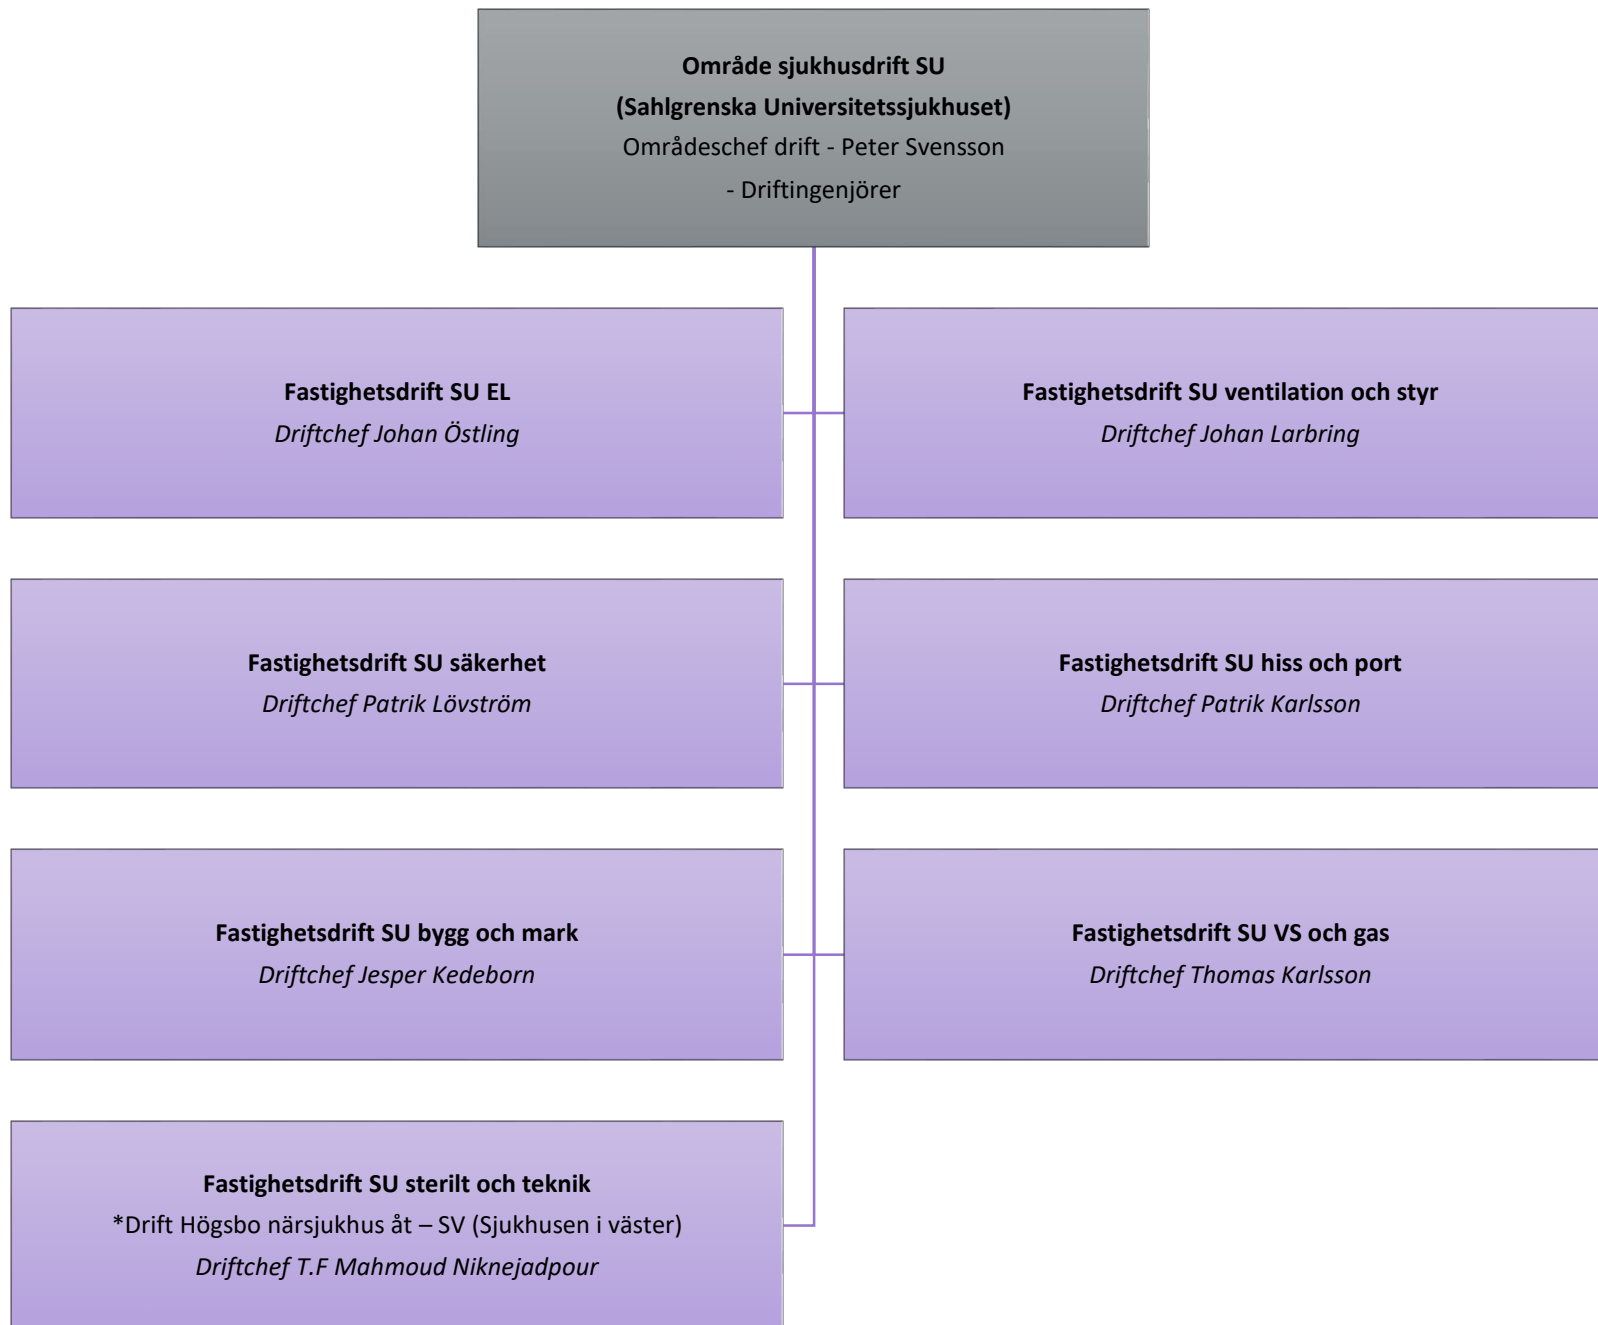 Område sjukhusdrift SU
(Sahlgrenska Universitetssjukhuset)
Områdeschef drift - Peter Svensson
- Driftingenjörer
Fastighetsdrift SU EL
Driftchef Johan Östling
Fastighetsdrift SU ventilation och styr
Driftchef Johan Larbring
Fastighetsdrift SU säkerhet
Driftchef Patrik Lövström
Fastighetsdrift SU hiss och port
Driftchef Patrik Karlsson
Fastighetsdrift SU bygg och mark
Driftchef Jesper Kedeborn
Fastighetsdrift SU VS och gas
Driftchef Thomas Karlsson
Fastighetsdrift SU sterilt och teknik
*Drift Högsbo närsjukhus åt – SV (Sjukhusen i väster)
Driftchef T.F Mahmoud Niknejadpour